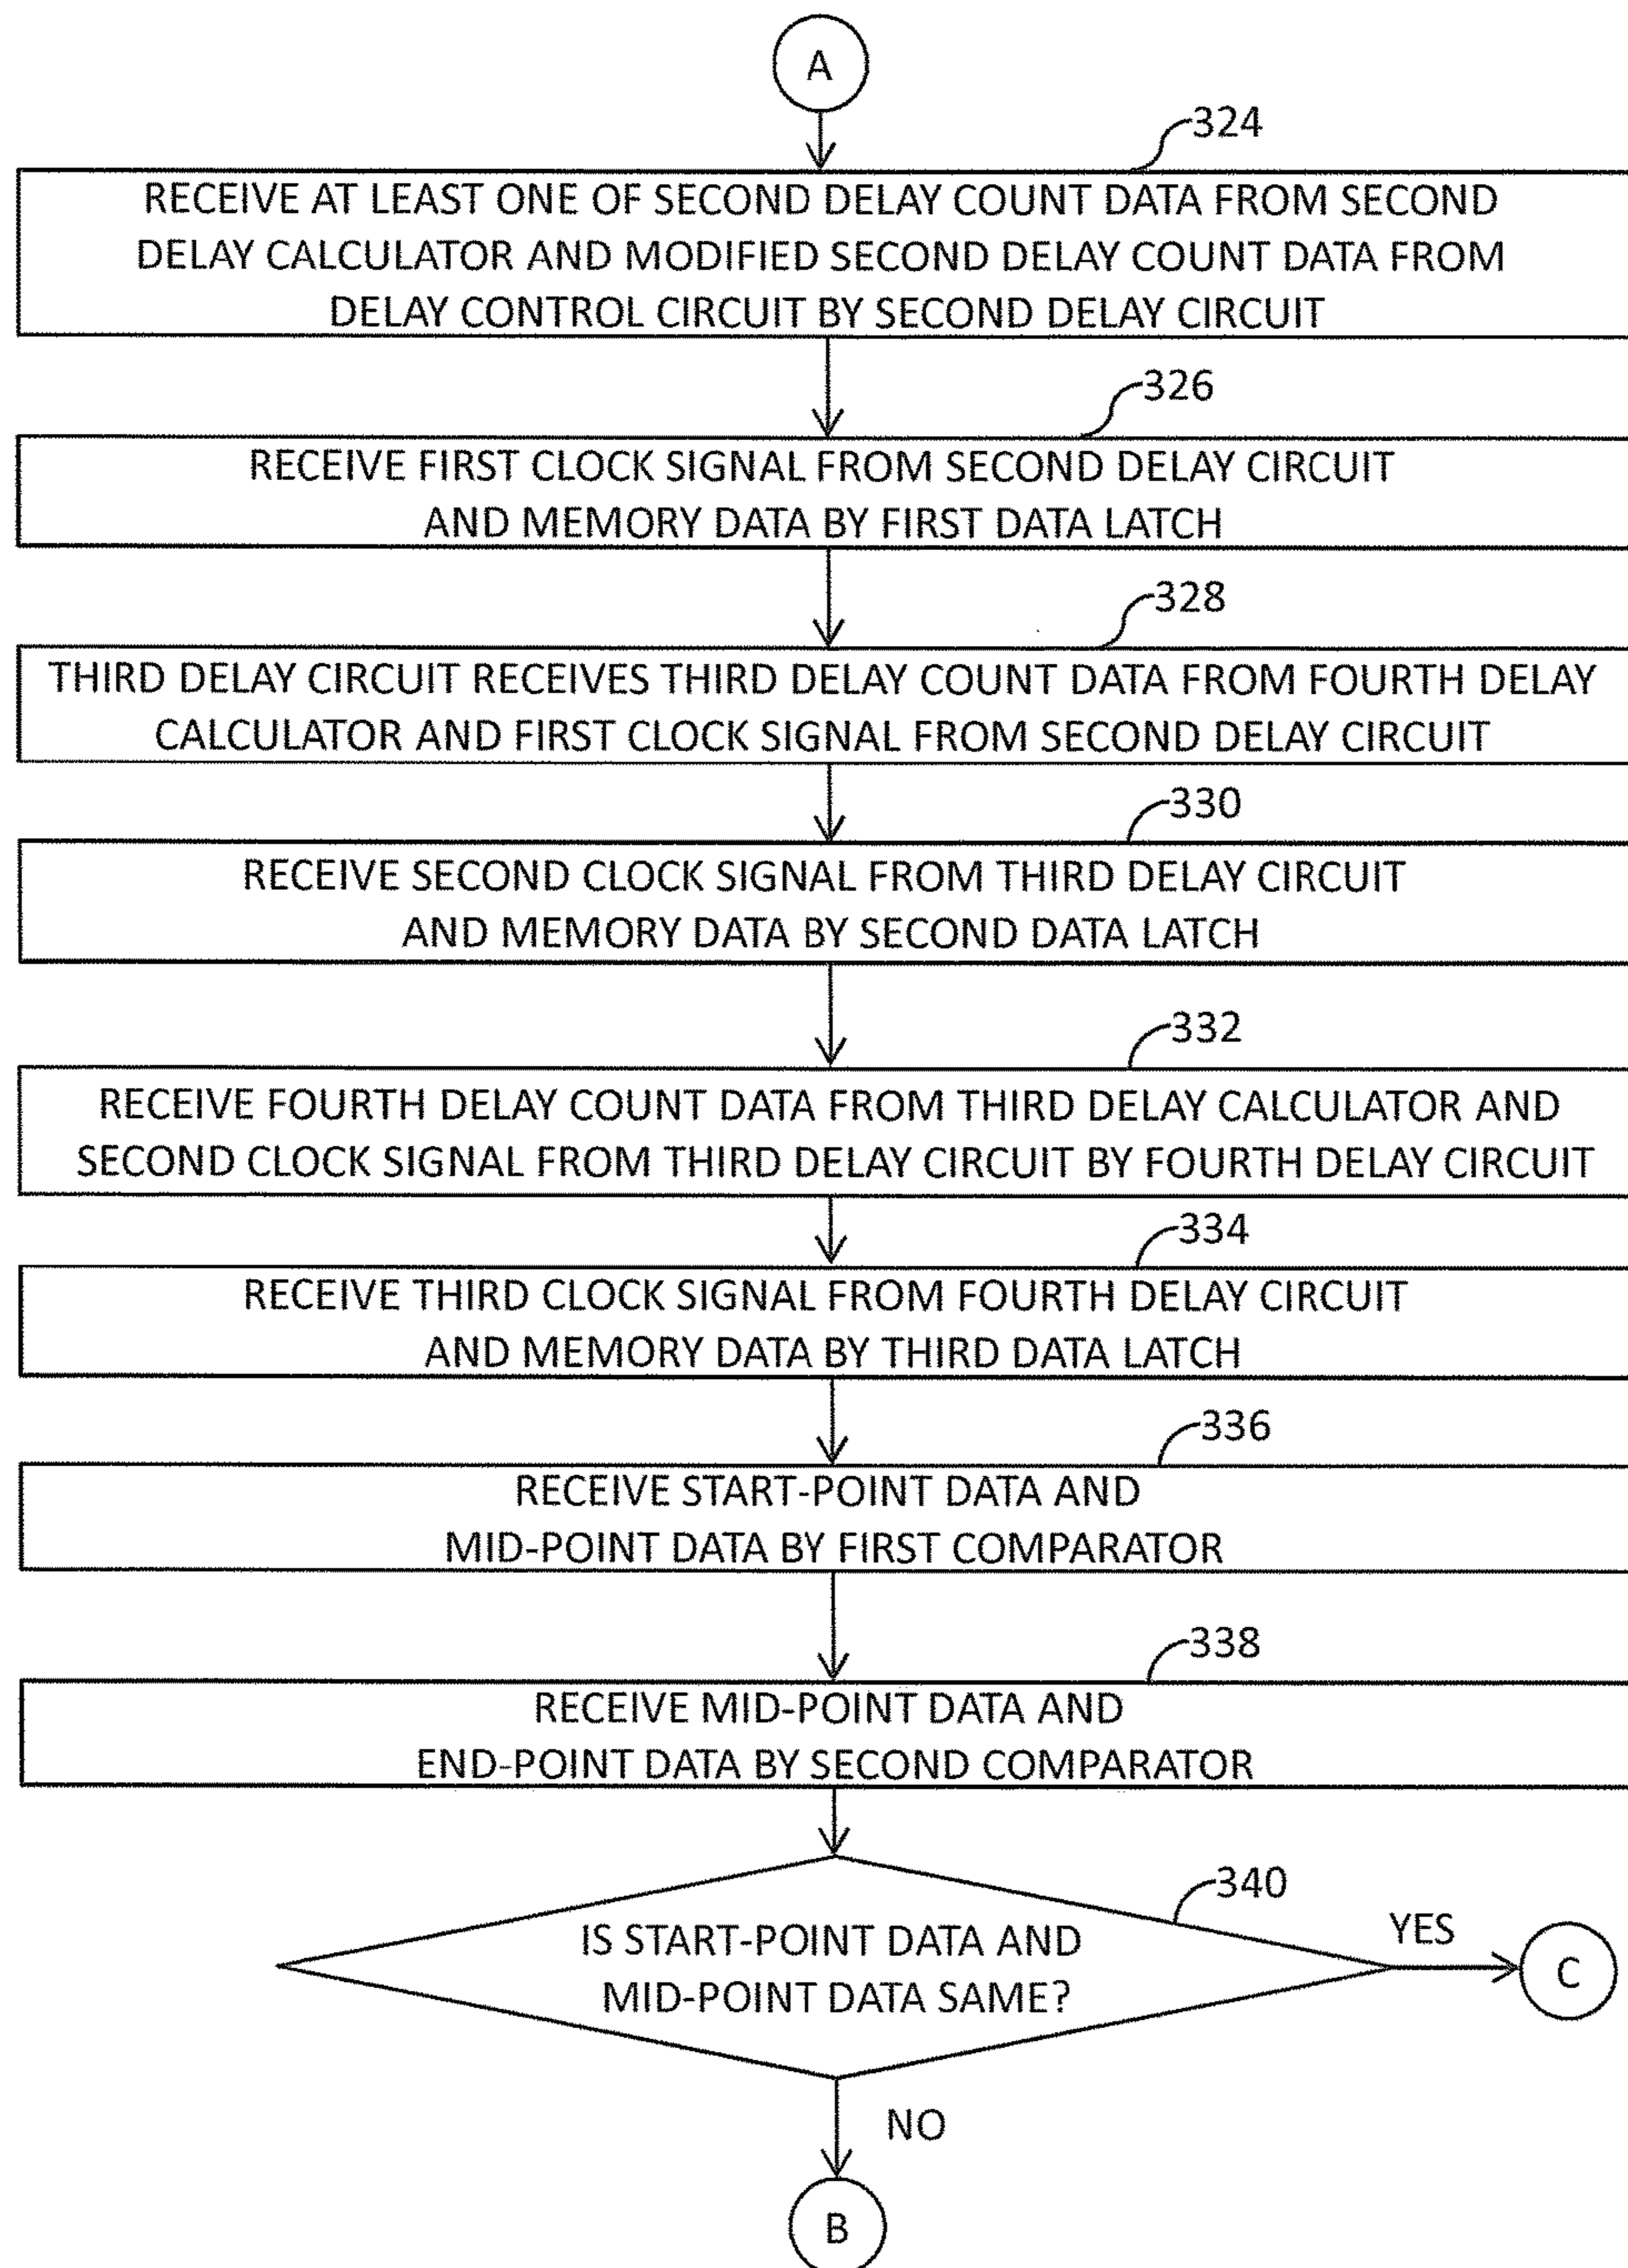 A
324
RECEIVE AT LEAST ONE OF SECOND DELAY COUNT DATA FROM SECOND
DELAY CALCULATOR AND MODIFIED SECOND DELAY COUNT DATA FROM
DELAY CONTROL CIRCUIT BY SECOND DELAY CIRCUIT
326
RECEIVE FIRST CLOCK SIGNAL FROM SECOND DELAY CIRCUIT
AND MEMORY DATA BY FIRST DATA LATCH
328
THIRD DELAY CIRCUIT RECEIVES THIRD DELAY COUNT DATA FROM FOURTH DELAY
CALCULATOR AND FIRST CLOCK SIGNAL FROM SECOND DELAY CIRCUIT
330
RECEIVE SECOND CLOCK SIGNAL FROM THIRD DELAY CIRCUIT
AND MEMORY DATA BY SECOND DATA LATCH
332
RECEIVE FOURTH DELAY COUNT DATA FROM THIRD DELAY CALCULATOR AND
SECOND CLOCK SIGNAL FROM THIRD DELAY CIRCUIT BY FOURTH DELAY CIRCUIT
334
RECEIVE THIRD CLOCK SIGNAL FROM FOURTH DELAY CIRCUIT
AND MEMORY DATA BY THIRD DATA LATCH
336
RECEIVE START-POINT DATA AND
MID-POINT DATA BY FIRST COMPARATOR
338
RECEIVE MID-POINT DATA AND
END-POINT DATA BY SECOND COMPARATOR
340
IS START-POINT DATA AND
MID-POINT DATA SAME?
YES
C
NO
B